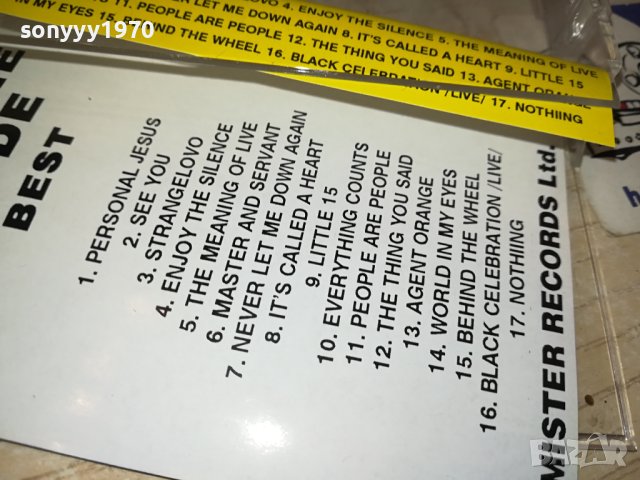 sonyyy1970
LOVO 4. ENJOY THE SILENCE 5. THE MEANING OF LIVE
LET ME DOWN AGAIN 8. IT'S CALLED A HEART 9. LITTLE 15
11. PEOPLE ARE PEOPLE 12. THE THING YOU SAID 13. AGENT ORANGE
IN MY EYES 15. BEHIND THE WHEEL 16. BLACK CELEBRATION /LIVE/ 17. NOTHIING
DE
BEST
1. PERSONAL JESUS
2. SEE YOU
3. STRANGELOVO
4. ENJOY THE SILENCE
5. THE MEANING OF LIVE
6. MASTER AND SERVANT
7. NEVER LET ME DOWN AGAIN
8. IT'S CALLED A HEART
9. LITTLE 15
10. EVERYTHING COUNTS
11. PEOPLE ARE PEOPLE
12. THE THING YOU SAID
13. AGENT ORANGE
14. WORLD IN MY EYES
15. BEHIND THE WHEEL
16. BLACK CELEBRATION /LIVE/
17. NOTHIING
MISTER RECORDS Ltd.
BAZAR